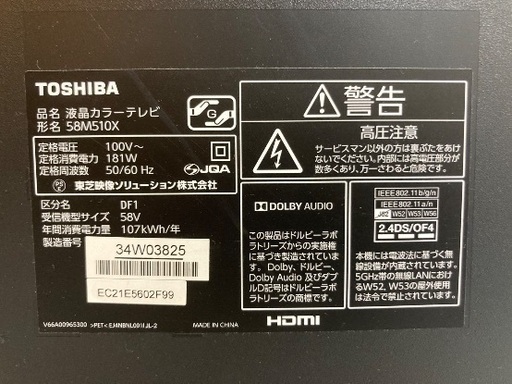 TOSHIBA
品名 液晶カラーテレビ
形名 58M510X
定格電圧: 100V~
定格消費電力: 181W
定格周波数: 50/60 Hz
JQA
東芝映像ソリューション株式会社
区分名: DF1
受信機型サイズ: 58V
年間消費電力量: 107kWh/年
製造番号
34W03825
EC21E5602F99
V66A00965300
MADE IN CHINA
警告
高圧注意
サービスマン以外の方は裏ぶたをあけな
いでください。内部には高電圧部分が
数多くあり、万一さわると危険です。
DOLBY AUDIO
この製品はドルビーラボ
ラトリーズからの実施権
に基づき製造されていま
す。Dolby、ドルビー、
Dolby Audio 及びダブ
ルD記号はドルビーラボ
ラトリーズの商標です。
HDMI
IEEE802.11b/g/n
IEEE802.11a/n
W52 W53 W56
2.4DS/OF4
本機には電波法に基づく無
線設備が内蔵されています。
5GHz帯の無線LANにおけ
るW52、W53の屋外使用
は法令で禁止されています。